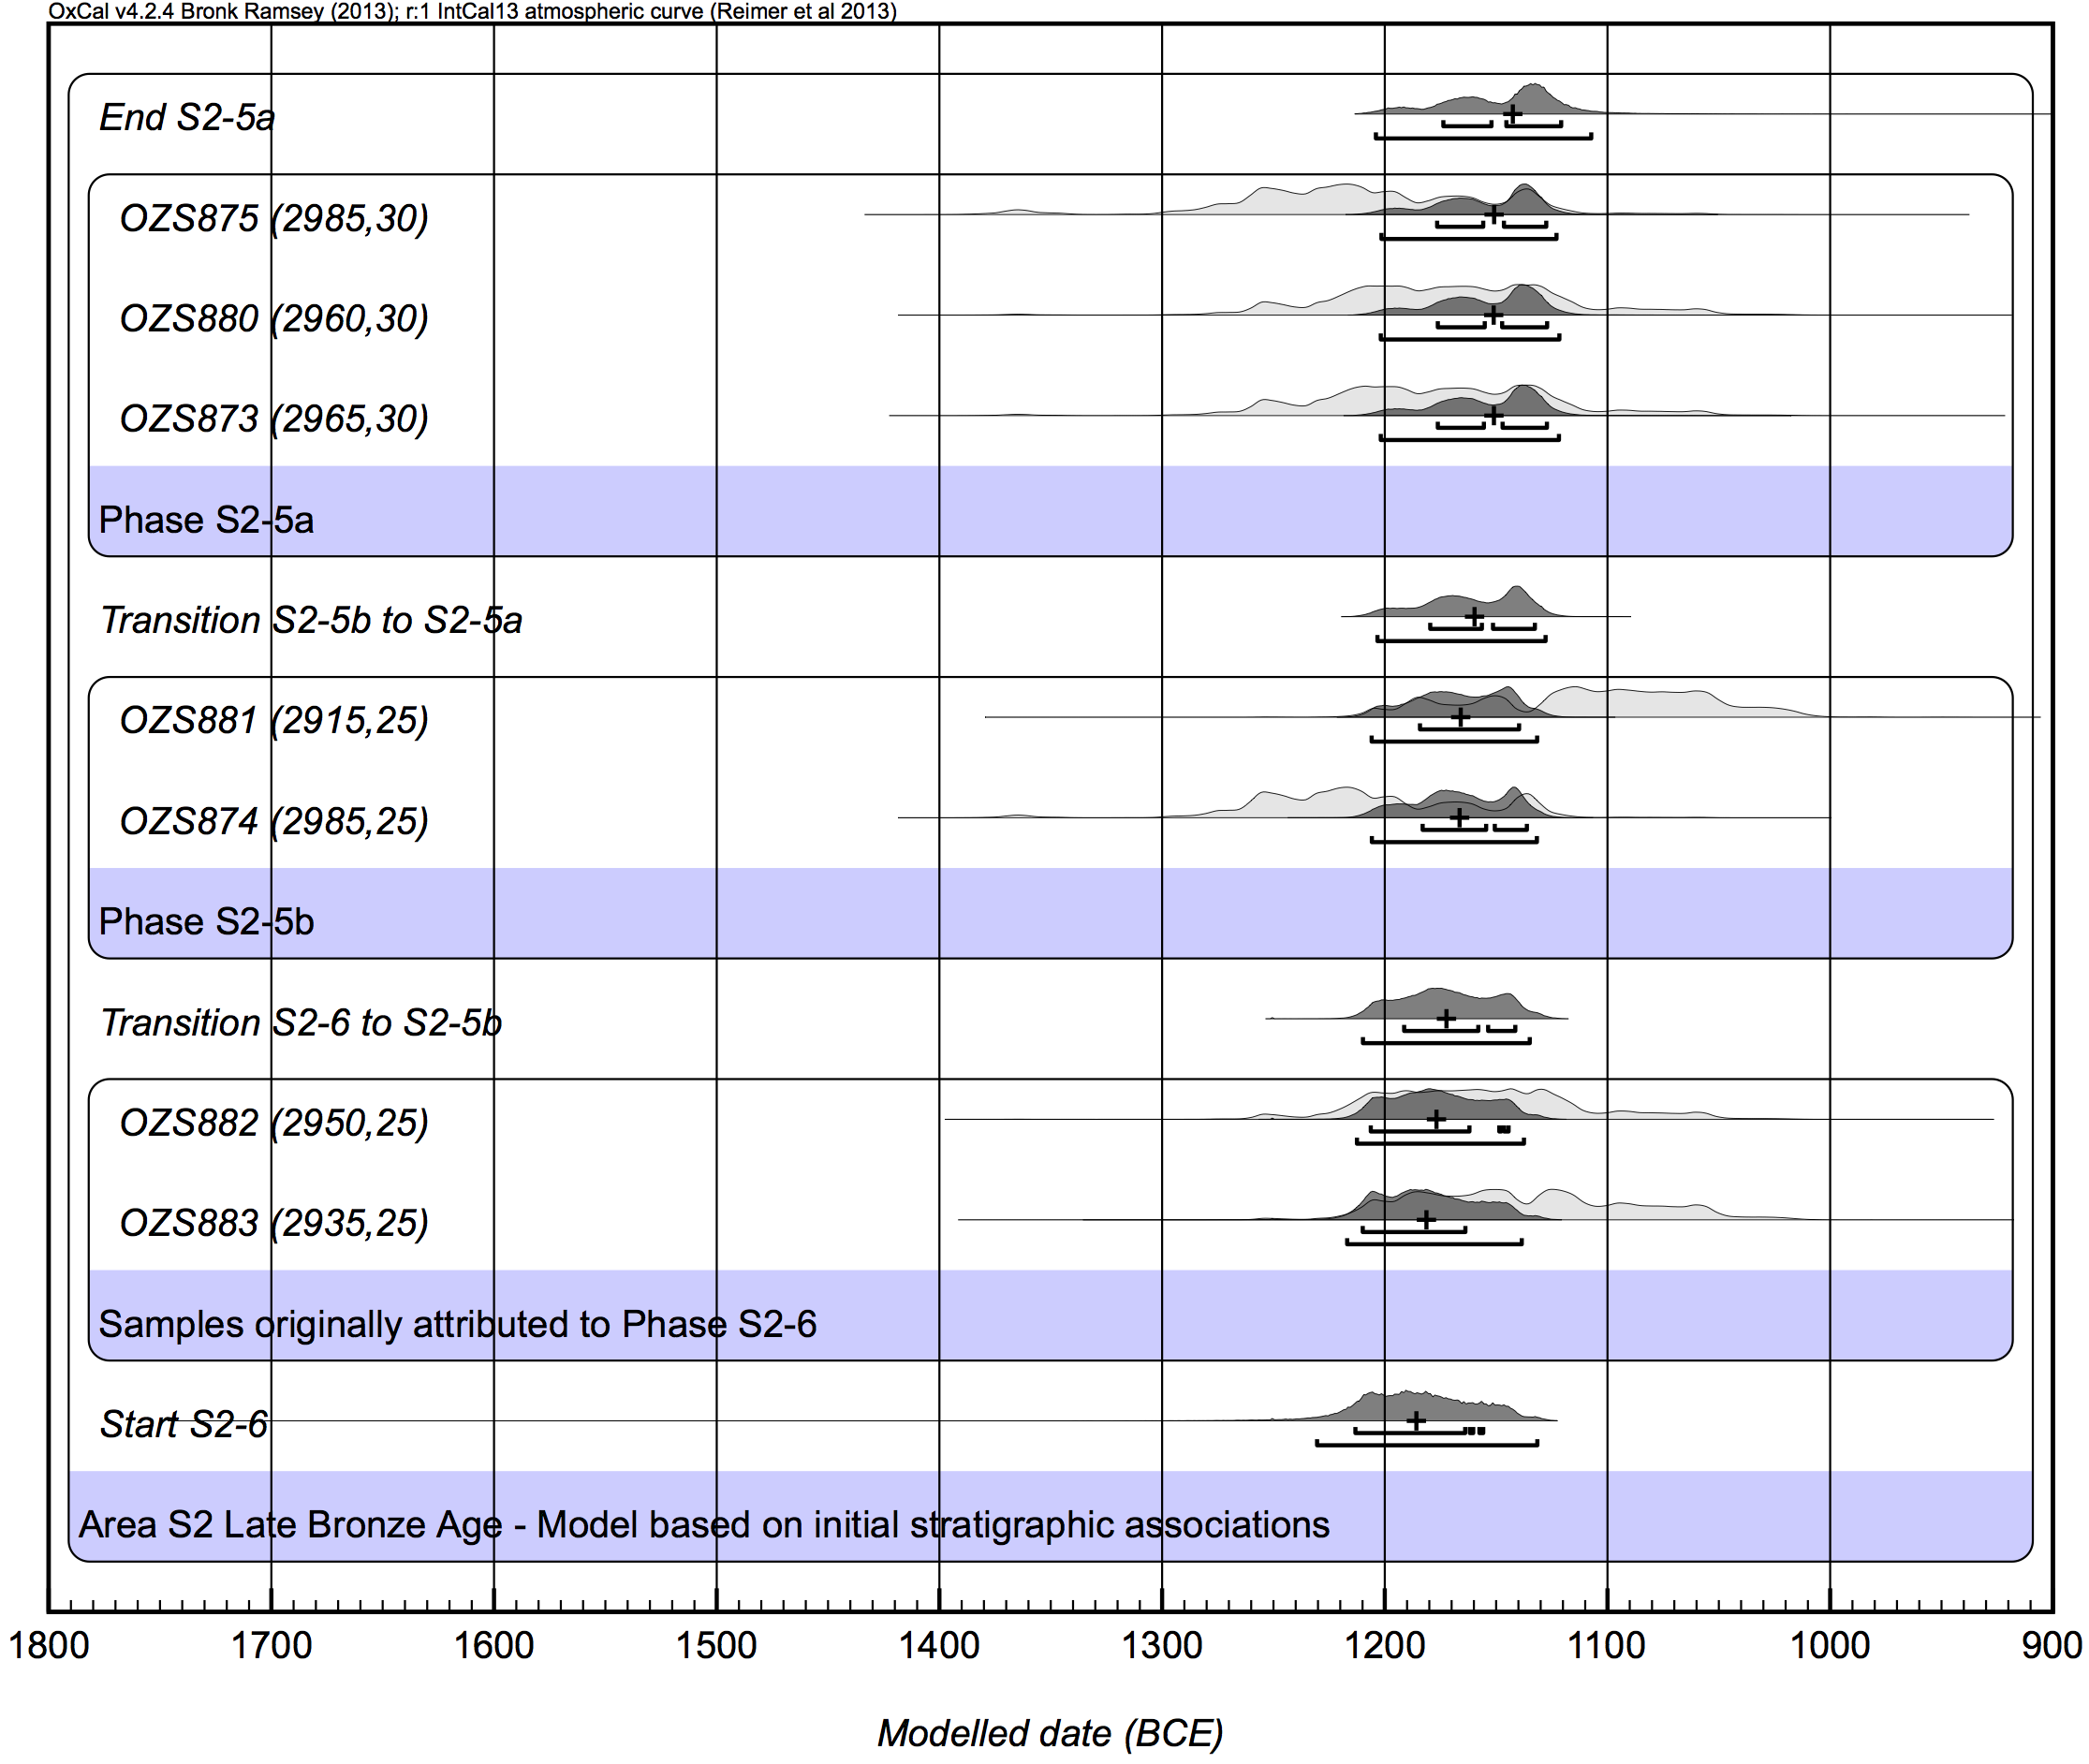 OxCal v4.2.4 Bronk Ramsey (2013); r:1 IntCal13 atmospheric curve (Reimer et al 2013)
End S2-5a
OZS875 (2985,30)
OZS880 (2960,30)
OZS873 (2965,30)
Phase S2-5a
Transition S2-5b to S2-5a
OZS881 (2915,25)
OZS874 (2985,25)
Phase S2-5b
Transition S2-6 to S2-5b
OZS882 (2950,25)
OZS883 (2935,25)
Samples originally attributed to Phase S2-6
Start S2-6
Area S2 Late Bronze Age - Model based on initial stratigraphic associations
1800 1700 1600 1500 1400 1300 1200 1100 1000 900
Modelled date (BCE)